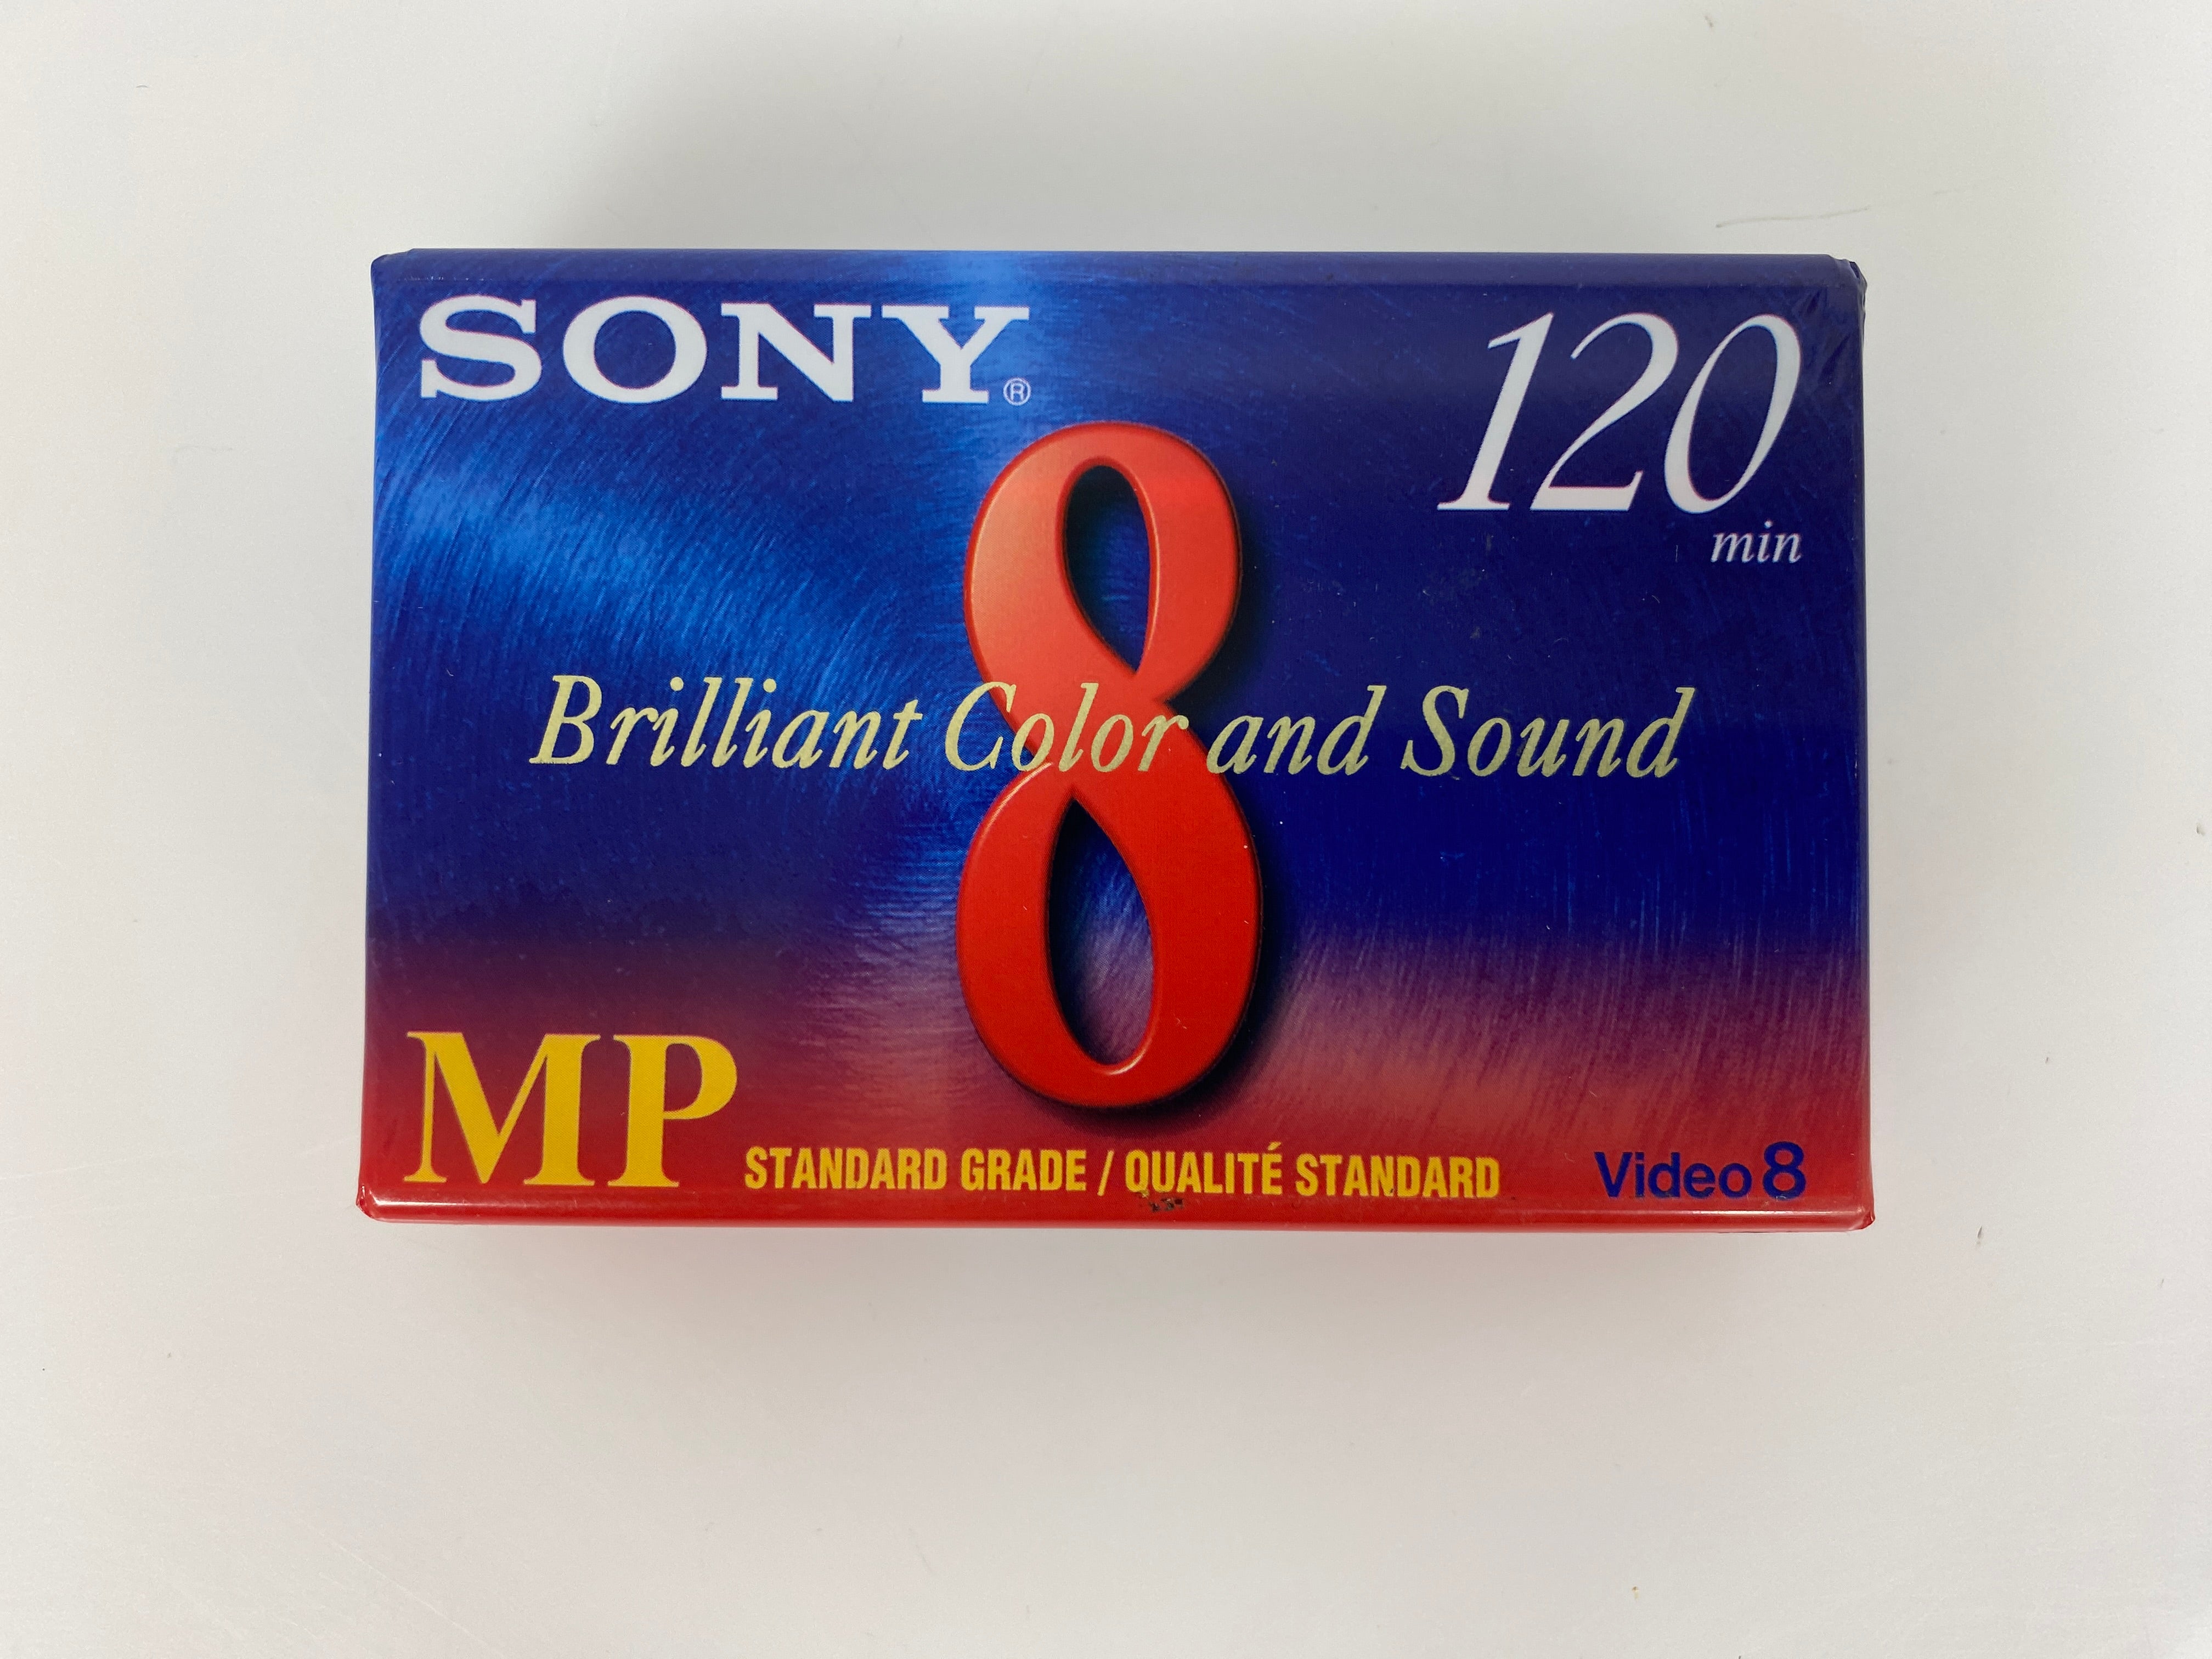 SONY®
120
min
8
Brilliant Color and Sound
MP
STANDARD GRADE / QUALITÉ STANDARD
Video 8